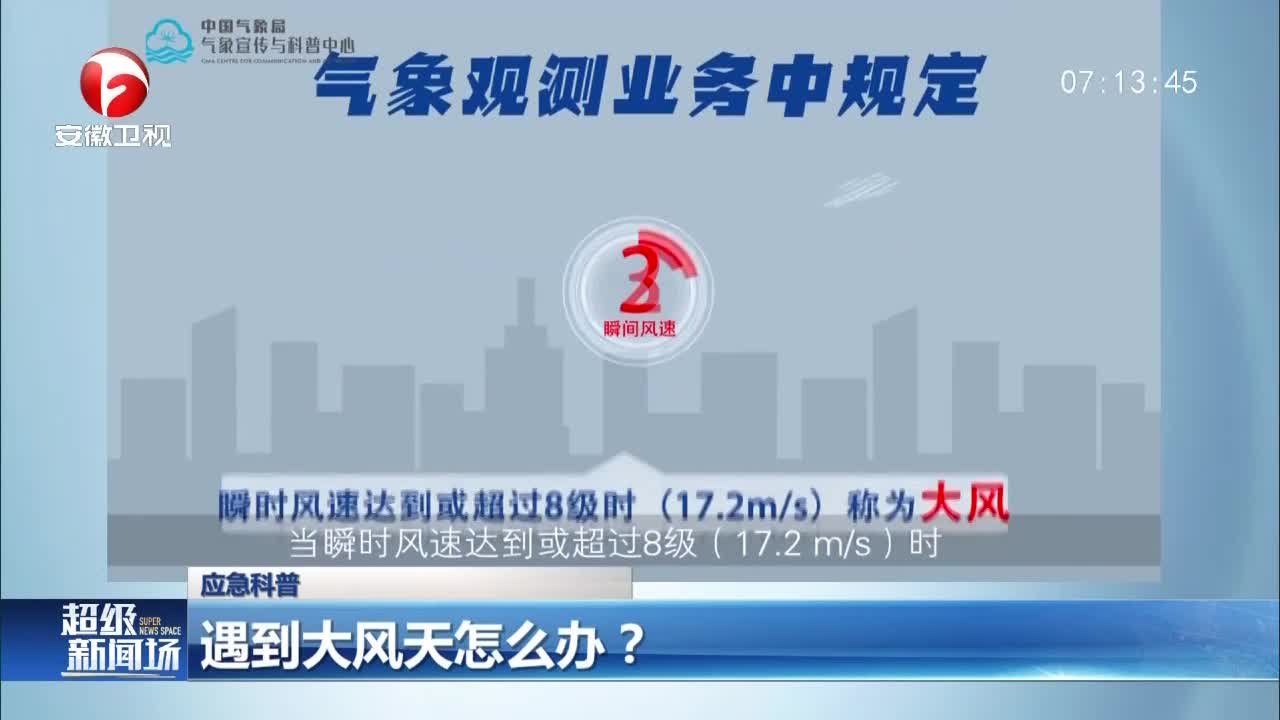 中国气象局
气象宣传与科普中心
气象观测业务中规定
07:13:45
安徽卫视
瞬间风速
瞬时风速达到或超过8级时（17.2m/s）称为大风
当瞬时风速达到或超过8级（17.2 m/s）时
应急科普
超级新闻场
SUPER
NEWS SPACE
遇到大风天怎么办？